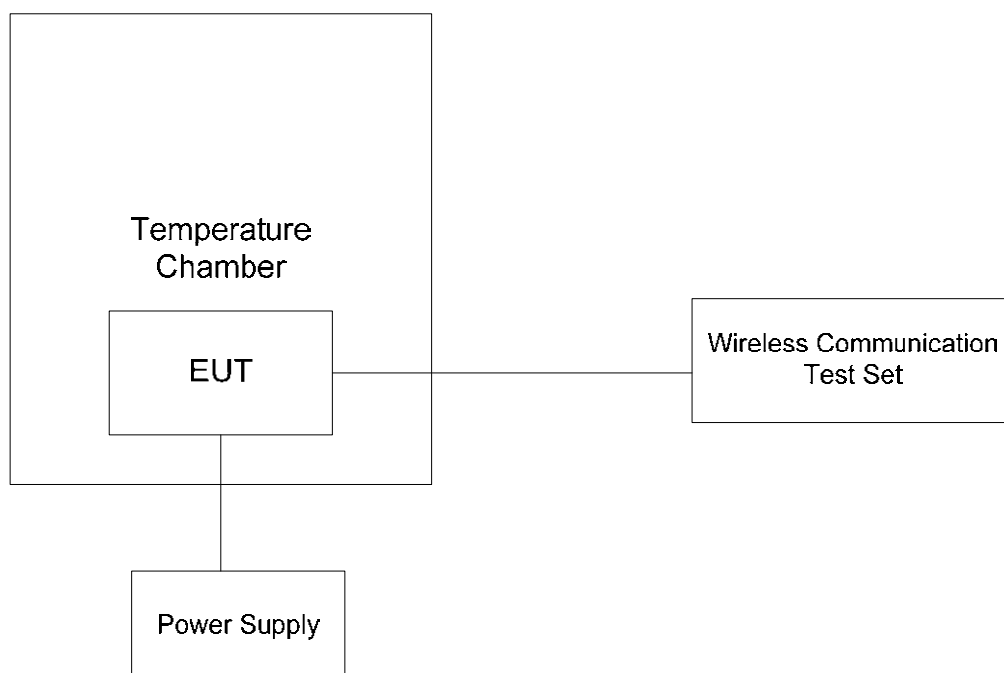 Temperature
Chamber
EUT
Wireless Communication
Test Set
Power Supply